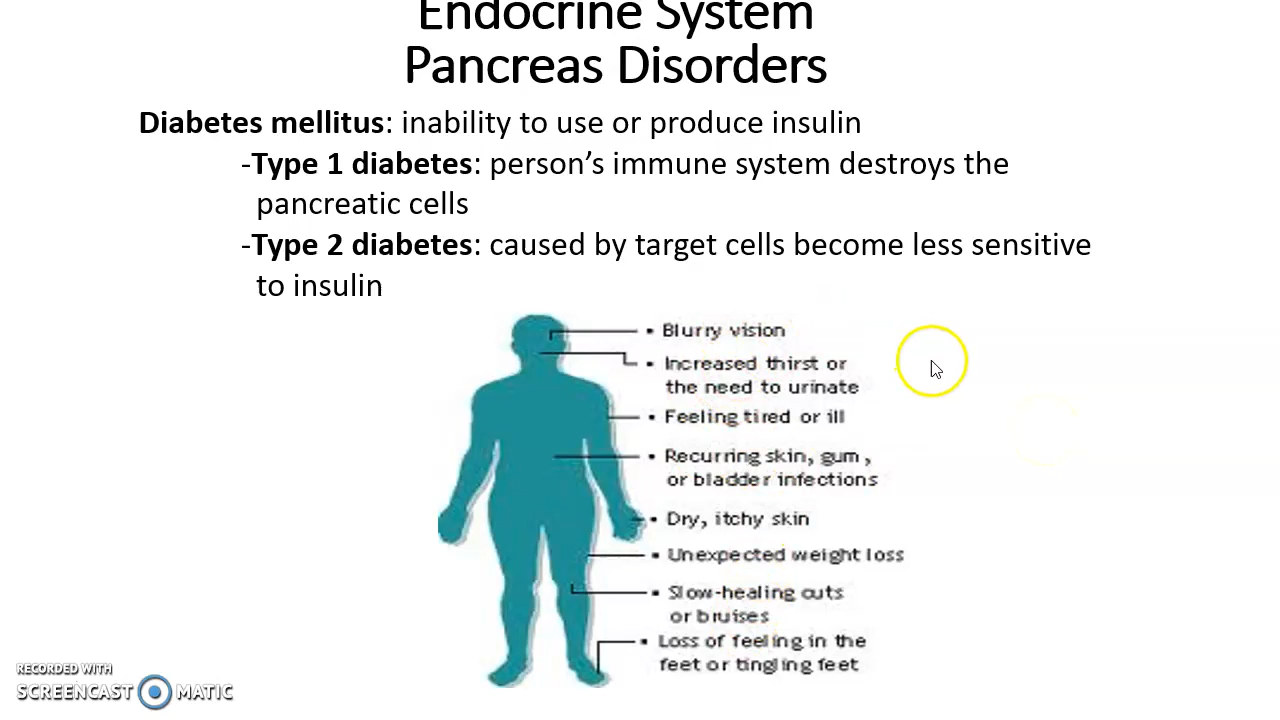 Endocrine System
Pancreas Disorders
Diabetes mellitus: inability to use or produce insulin
-Type 1 diabetes: person’s immune system destroys the
pancreatic cells
-Type 2 diabetes: caused by target cells become less sensitive
to insulin
▪ Blurry vision
▪ Increased thirst or
the need to urinate
▪ Feeling tired or ill
▪ Recurring skin, gum,
or bladder infections
▪ Dry, itchy skin
▪ Unexpected weight loss
▪ Slow-healing cuts
or bruises
▪ Loss of feeling in the
feet or tingling feet
RECORDED WITH
SCREENCAST MATIC